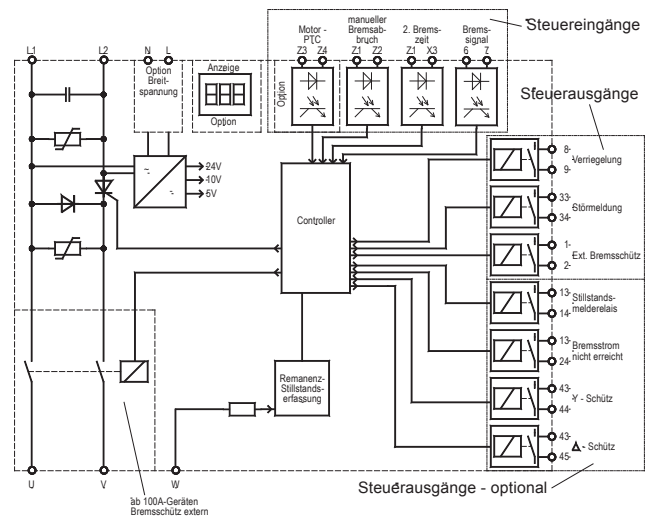 Steuereingänge
Motor -
PTC
manueller
Bremsab-
bruch
2. Brems-
zeit
Brems-
signal
L1
L2
N
L
Z3
Z4
Z1
Z2
Z1
X3
6
7
Option
Breit-
spannung
Anzeige
Option
Option
Steuerausgänge
24V
10V
5V
Controller
8-
9-
Verriegelung
33-
34-
Störmeldung
1-
2-
Ext. Bremsschütz
13-
14-
Stillstands-
melderelais
13-
24-
Bremsstrom
nicht erreicht
43-
44-
Y - Schütz
43-
45-
Δ - Schütz
Remanenz-
Stillstands-
erfassung
U
V
W
ab 100A-Geräten
Bremsschütz extern
Steuerausgänge - optional